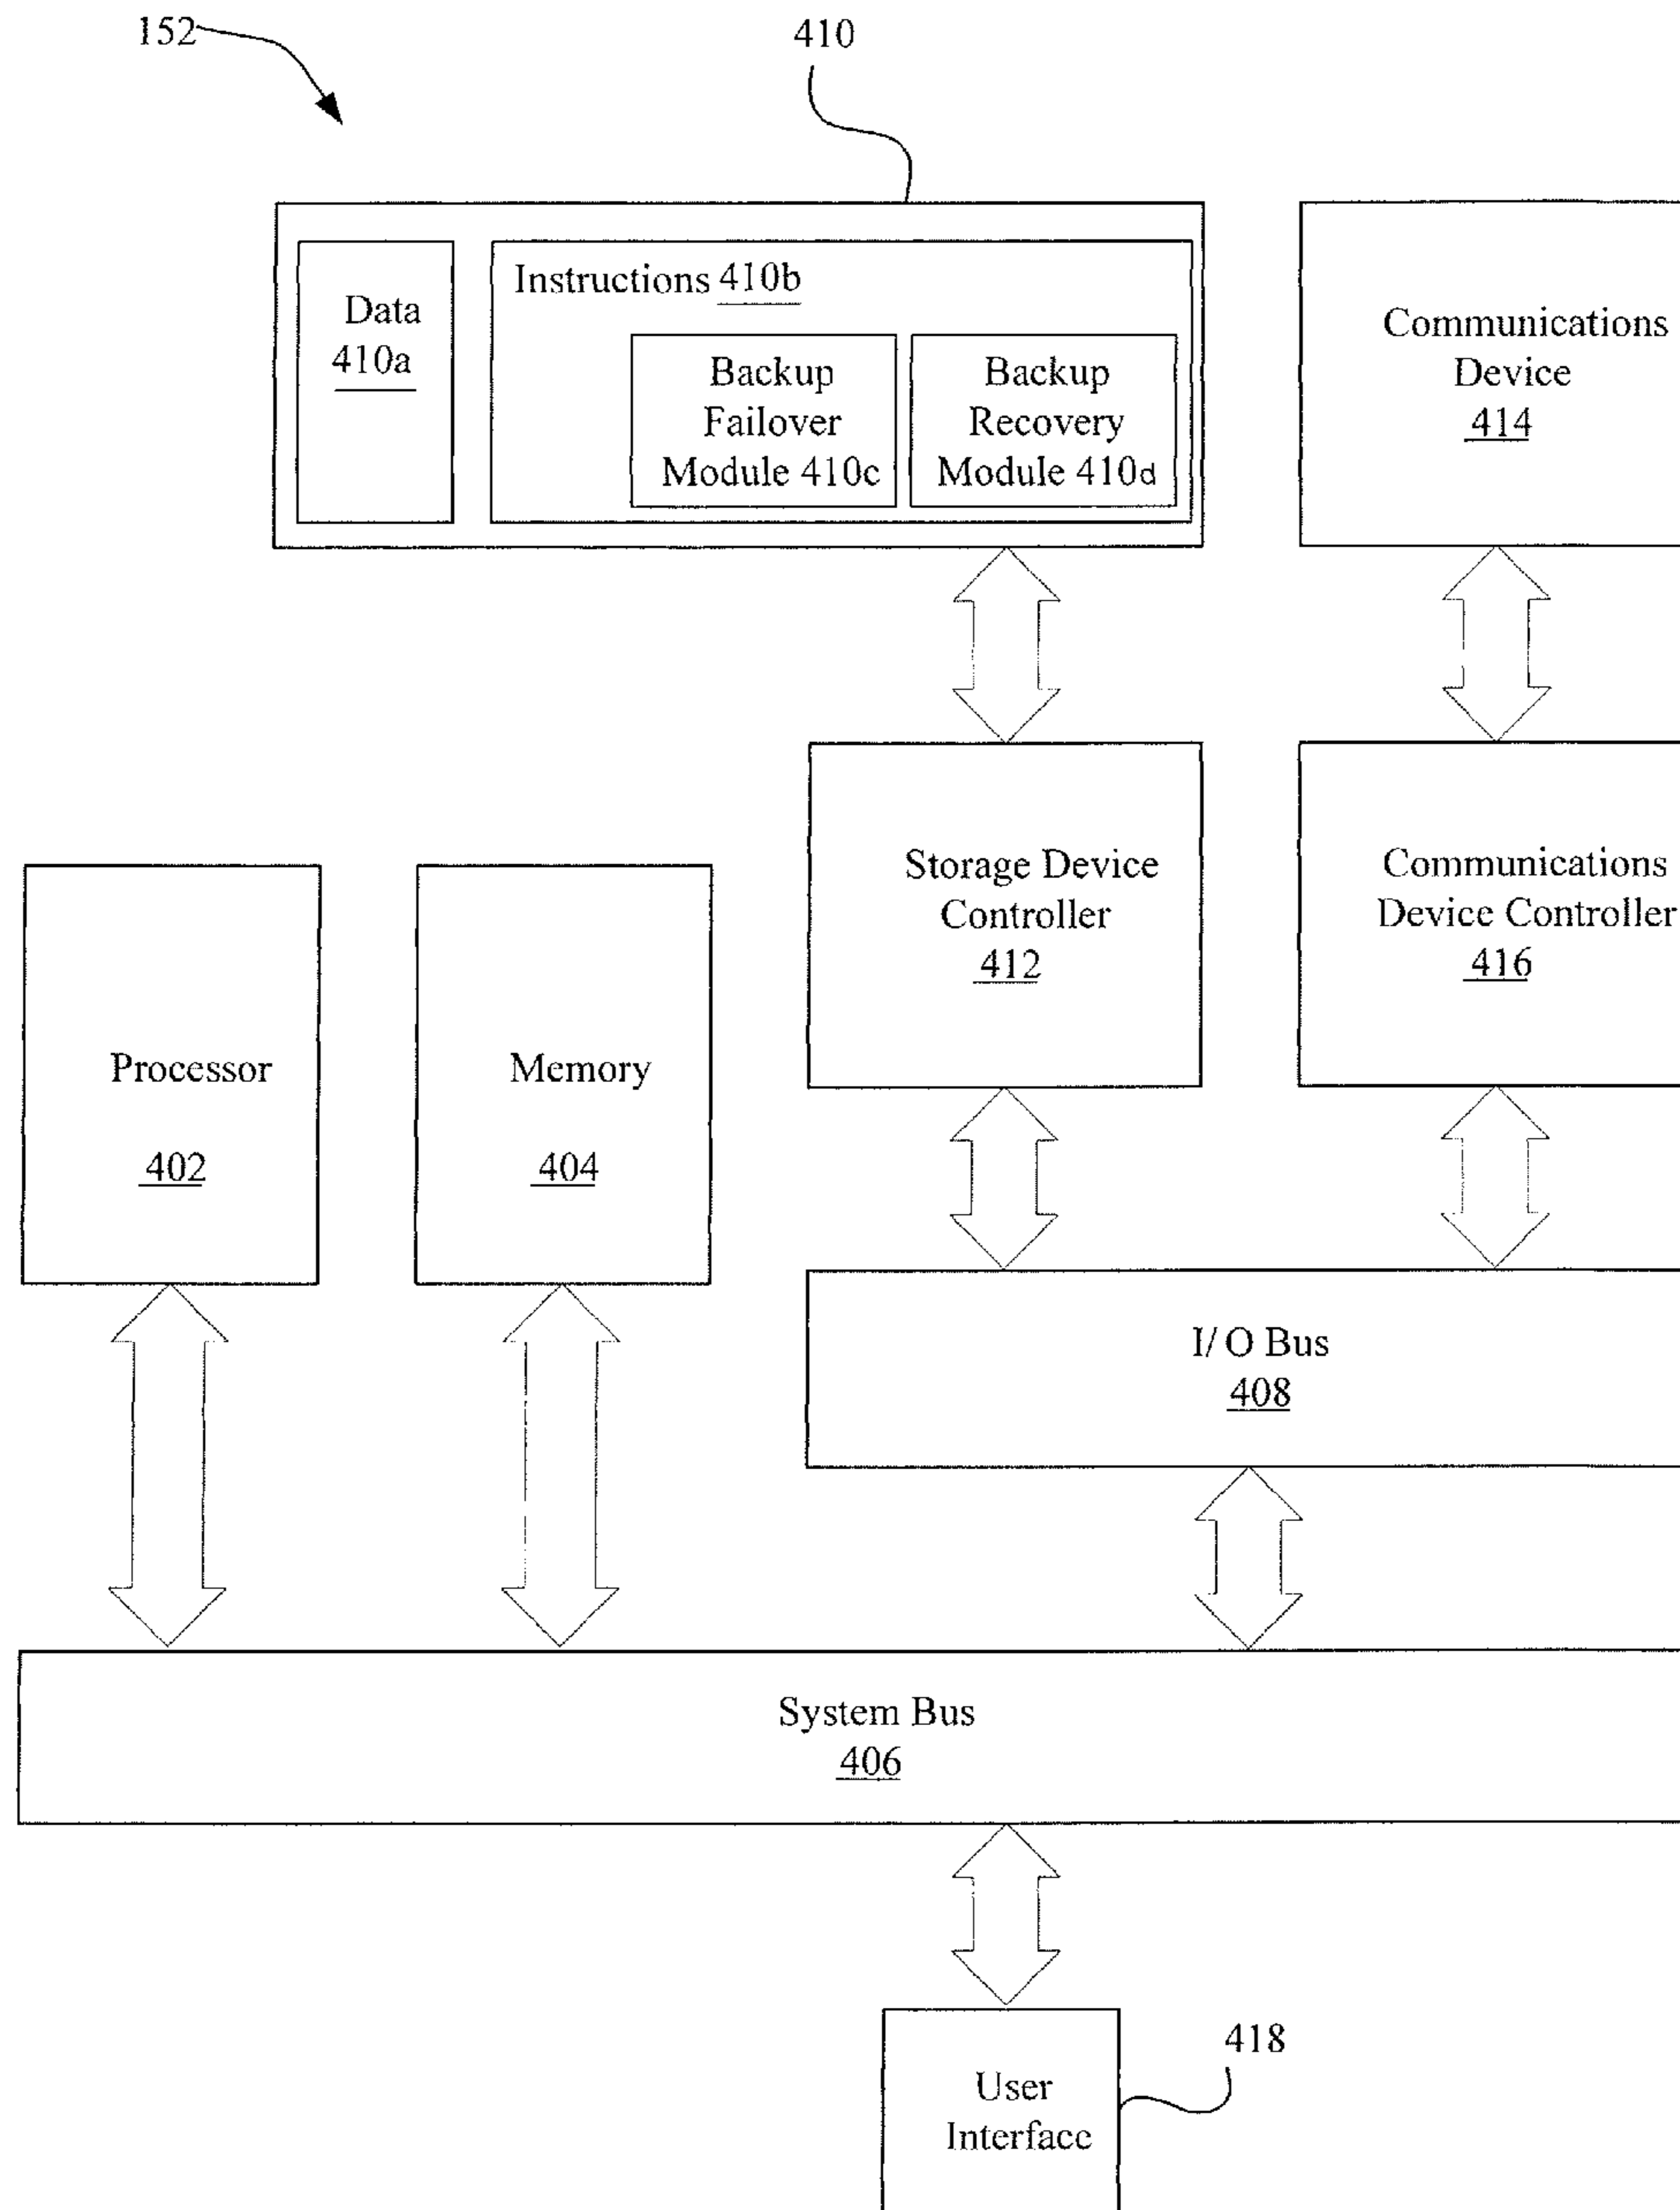 152
410
Data
410a
Instructions 410b
Backup
Failover
Module 410c
Backup
Recovery
Module 410d
Communications
Device
414
Storage Device
Controller
412
Communications
Device Controller
416
Processor
402
Memory
404
I/ O Bus
408
System Bus
406
User
Interface
418